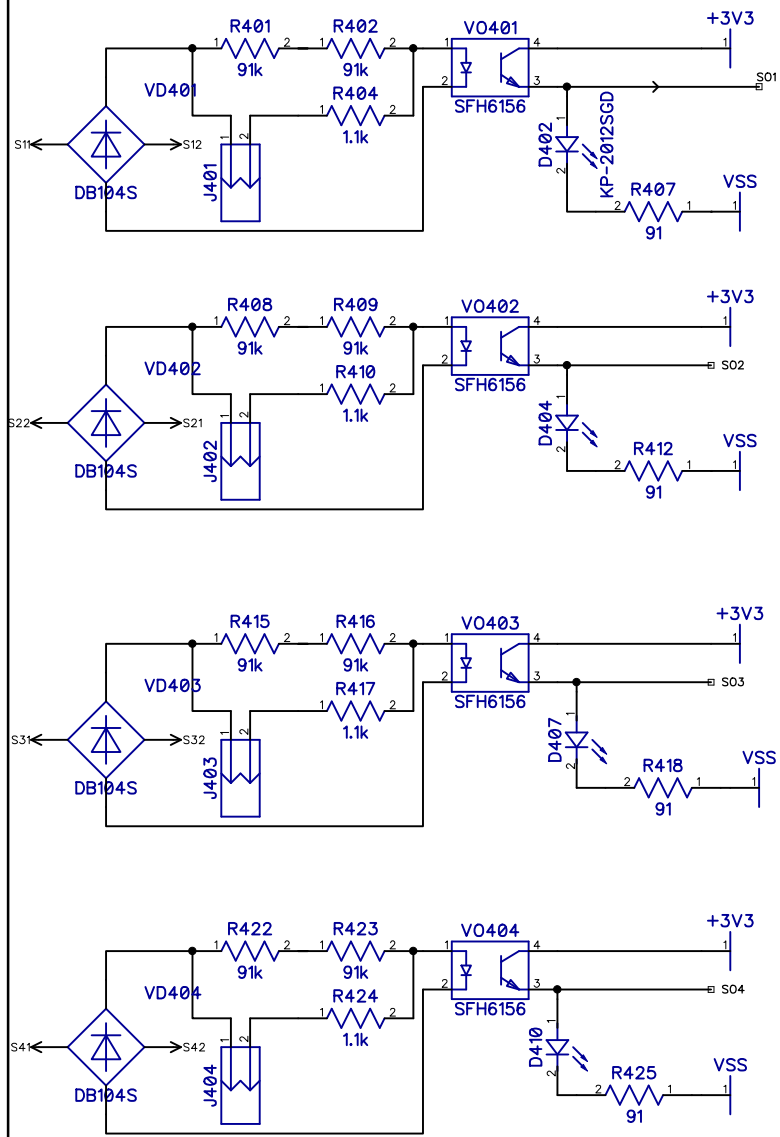 +3V3
R401 R402 VO401
1 2 1 2 1 4 1
91k 91k
VD401 R404 2 3 SO1
SFH6156
1 2 1 2
1.1k
1
S11 S12
D402
KP-2012SGD
2
VSS
DB104S J401
R407
2 1 1
91
+3V3
R408 R409 VO402
1 2 1 2 1 4 1
91k 91k
VD402 R410 2 3 SO2
SFH6156
1 2 1 2
1.1k
1
S22 S21
D404
2
VSS
DB104S J402
R412
2 1 1
91
+3V3
R415 R416 VO403
1 2 1 2 1 4 1
91k 91k
VD403 R417 2 3 SO3
SFH6156
1 2 1 2
1.1k
1
S31 S32
D407
2
VSS
DB104S J403
R418
2 1 1
91
+3V3
R422 R423 VO404
1 2 1 2 1 4 1
91k 91k
VD404 R424 2 3 SO4
SFH6156
1 2 1 2
1.1k
1
S41 S42
D410
2
VSS
DB104S J404
R425
2 1 1
91